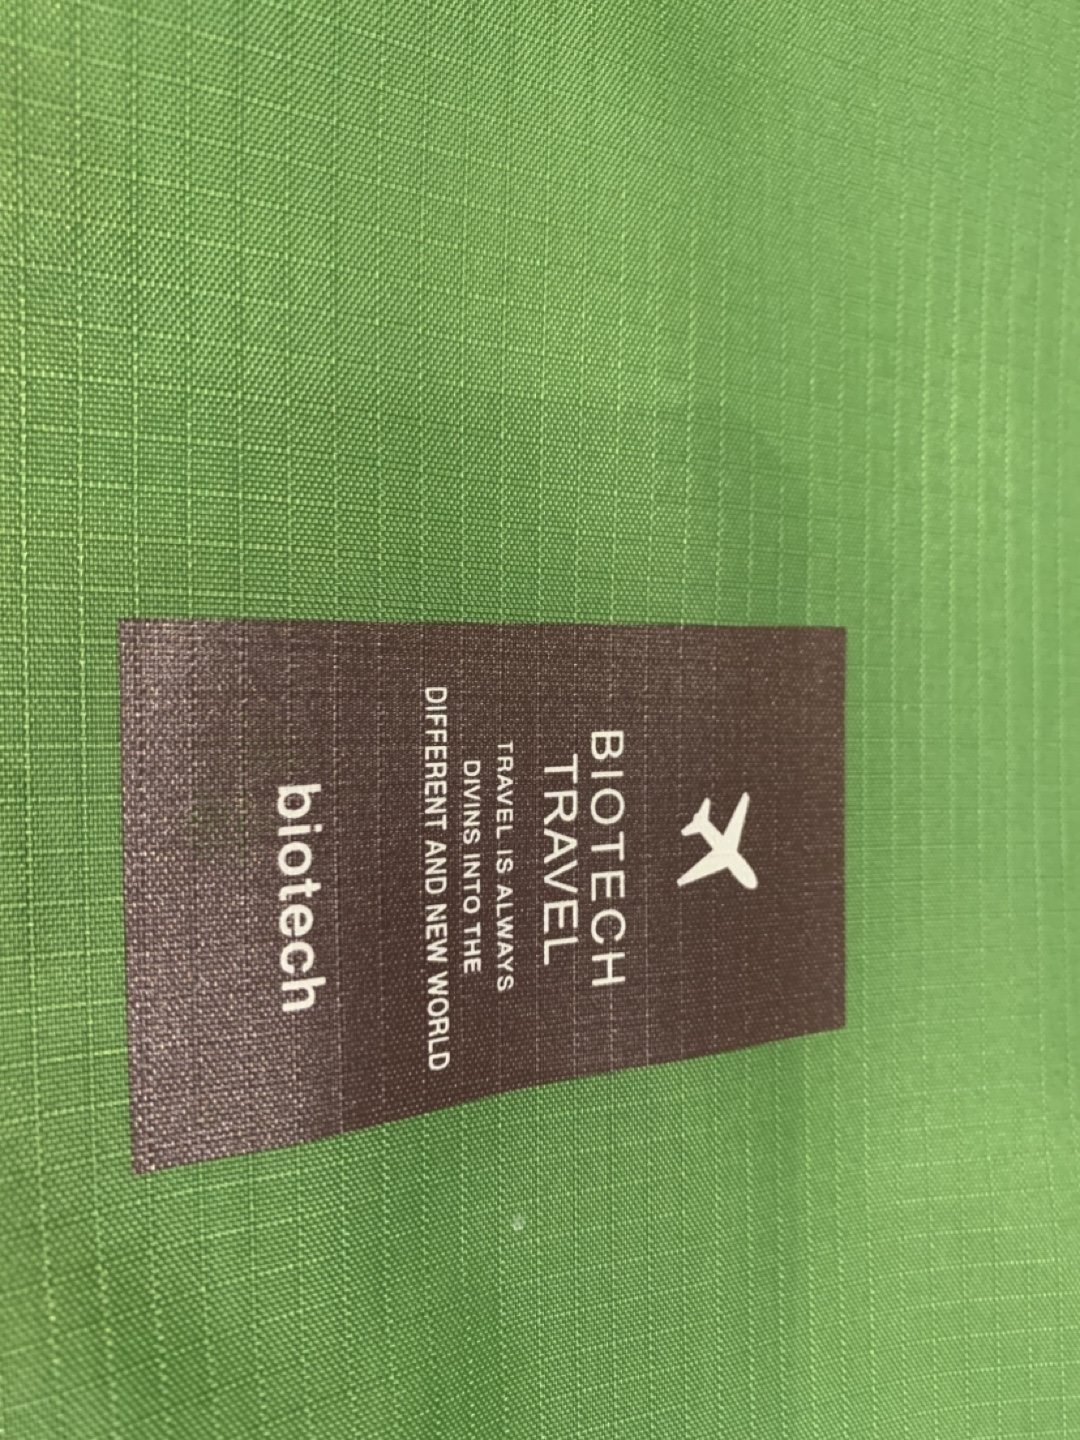 BIOTECH
TRAVEL
TRAVEL IS ALWAYS
DIVINS INTO THE
DIFFERENT AND NEW WORLD
biotech